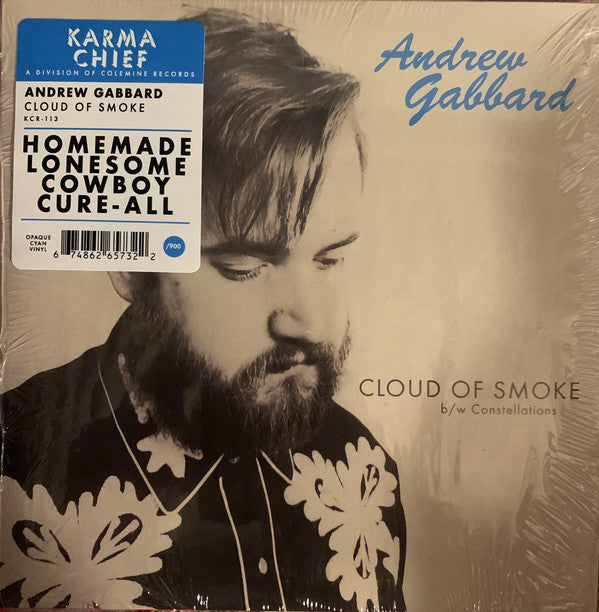 KARMA
CHIEF
A DIVISION OF COLEMINE RECORDS
ANDREW GABBARD
CLOUD OF SMOKE
KCR-113
HOMEMADE
LONESOME
COWBOY
CURE-ALL
OPAQUE
CYAN
VINYL
6 74862 65732 2
/900
Andrew
Gabbard
CLOUD OF SMOKE
b/w Constellations